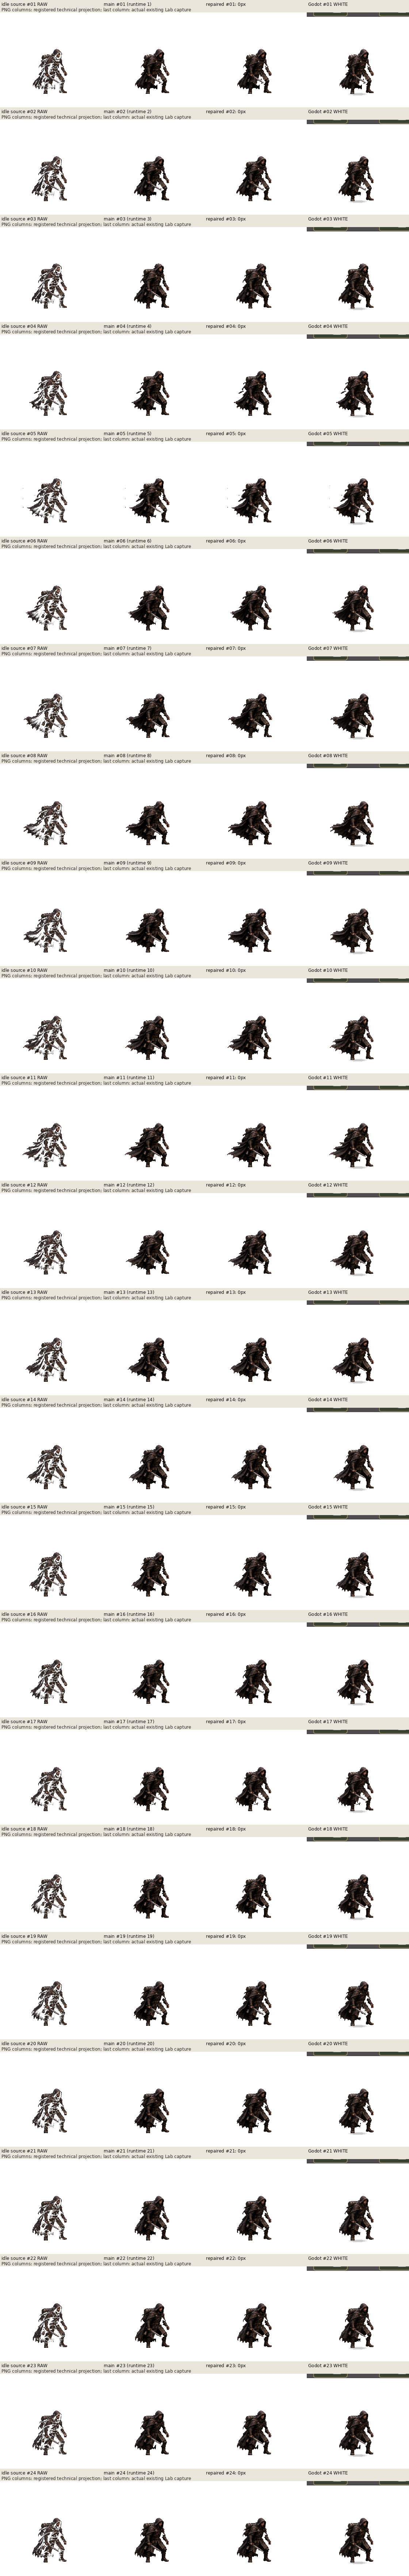 idle source #01 RAW main #01 (runtime 1) repaired #01: 0px Godot #01 WHITE
PNG columns: registered technical projection; last column: actual existing Lab capture
idle source #02 RAW main #02 (runtime 2) repaired #02: 0px Godot #02 WHITE
PNG columns: registered technical projection; last column: actual existing Lab capture
idle source #03 RAW main #03 (runtime 3) repaired #03: 0px Godot #03 WHITE
PNG columns: registered technical projection; last column: actual existing Lab capture
idle source #04 RAW main #04 (runtime 4) repaired #04: 0px Godot #04 WHITE
PNG columns: registered technical projection; last column: actual existing Lab capture
idle source #05 RAW main #05 (runtime 5) repaired #05: 0px Godot #05 WHITE
PNG columns: registered technical projection; last column: actual existing Lab capture
idle source #06 RAW main #06 (runtime 6) repaired #06: 0px Godot #06 WHITE
PNG columns: registered technical projection; last column: actual existing Lab capture
idle source #07 RAW main #07 (runtime 7) repaired #07: 0px Godot #07 WHITE
PNG columns: registered technical projection; last column: actual existing Lab capture
idle source #08 RAW main #08 (runtime 8) repaired #08: 0px Godot #08 WHITE
PNG columns: registered technical projection; last column: actual existing Lab capture
idle source #09 RAW main #09 (runtime 9) repaired #09: 0px Godot #09 WHITE
PNG columns: registered technical projection; last column: actual existing Lab capture
idle source #10 RAW main #10 (runtime 10) repaired #10: 0px Godot #10 WHITE
PNG columns: registered technical projection; last column: actual existing Lab capture
idle source #11 RAW main #11 (runtime 11) repaired #11: 0px Godot #11 WHITE
PNG columns: registered technical projection; last column: actual existing Lab capture
idle source #12 RAW main #12 (runtime 12) repaired #12: 0px Godot #12 WHITE
PNG columns: registered technical projection; last column: actual existing Lab capture
idle source #13 RAW main #13 (runtime 13) repaired #13: 0px Godot #13 WHITE
PNG columns: registered technical projection; last column: actual existing Lab capture
idle source #14 RAW main #14 (runtime 14) repaired #14: 0px Godot #14 WHITE
PNG columns: registered technical projection; last column: actual existing Lab capture
idle source #15 RAW main #15 (runtime 15) repaired #15: 0px Godot #15 WHITE
PNG columns: registered technical projection; last column: actual existing Lab capture
idle source #16 RAW main #16 (runtime 16) repaired #16: 0px Godot #16 WHITE
PNG columns: registered technical projection; last column: actual existing Lab capture
idle source #17 RAW main #17 (runtime 17) repaired #17: 0px Godot #17 WHITE
PNG columns: registered technical projection; last column: actual existing Lab capture
idle source #18 RAW main #18 (runtime 18) repaired #18: 0px Godot #18 WHITE
PNG columns: registered technical projection; last column: actual existing Lab capture
idle source #19 RAW main #19 (runtime 19) repaired #19: 0px Godot #19 WHITE
PNG columns: registered technical projection; last column: actual existing Lab capture
idle source #20 RAW main #20 (runtime 20) repaired #20: 0px Godot #20 WHITE
PNG columns: registered technical projection; last column: actual existing Lab capture
idle source #21 RAW main #21 (runtime 21) repaired #21: 0px Godot #21 WHITE
PNG columns: registered technical projection; last column: actual existing Lab capture
idle source #22 RAW main #22 (runtime 22) repaired #22: 0px Godot #22 WHITE
PNG columns: registered technical projection; last column: actual existing Lab capture
idle source #23 RAW main #23 (runtime 23) repaired #23: 0px Godot #23 WHITE
PNG columns: registered technical projection; last column: actual existing Lab capture
idle source #24 RAW main #24 (runtime 24) repaired #24: 0px Godot #24 WHITE
PNG columns: registered technical projection; last column: actual existing Lab capture